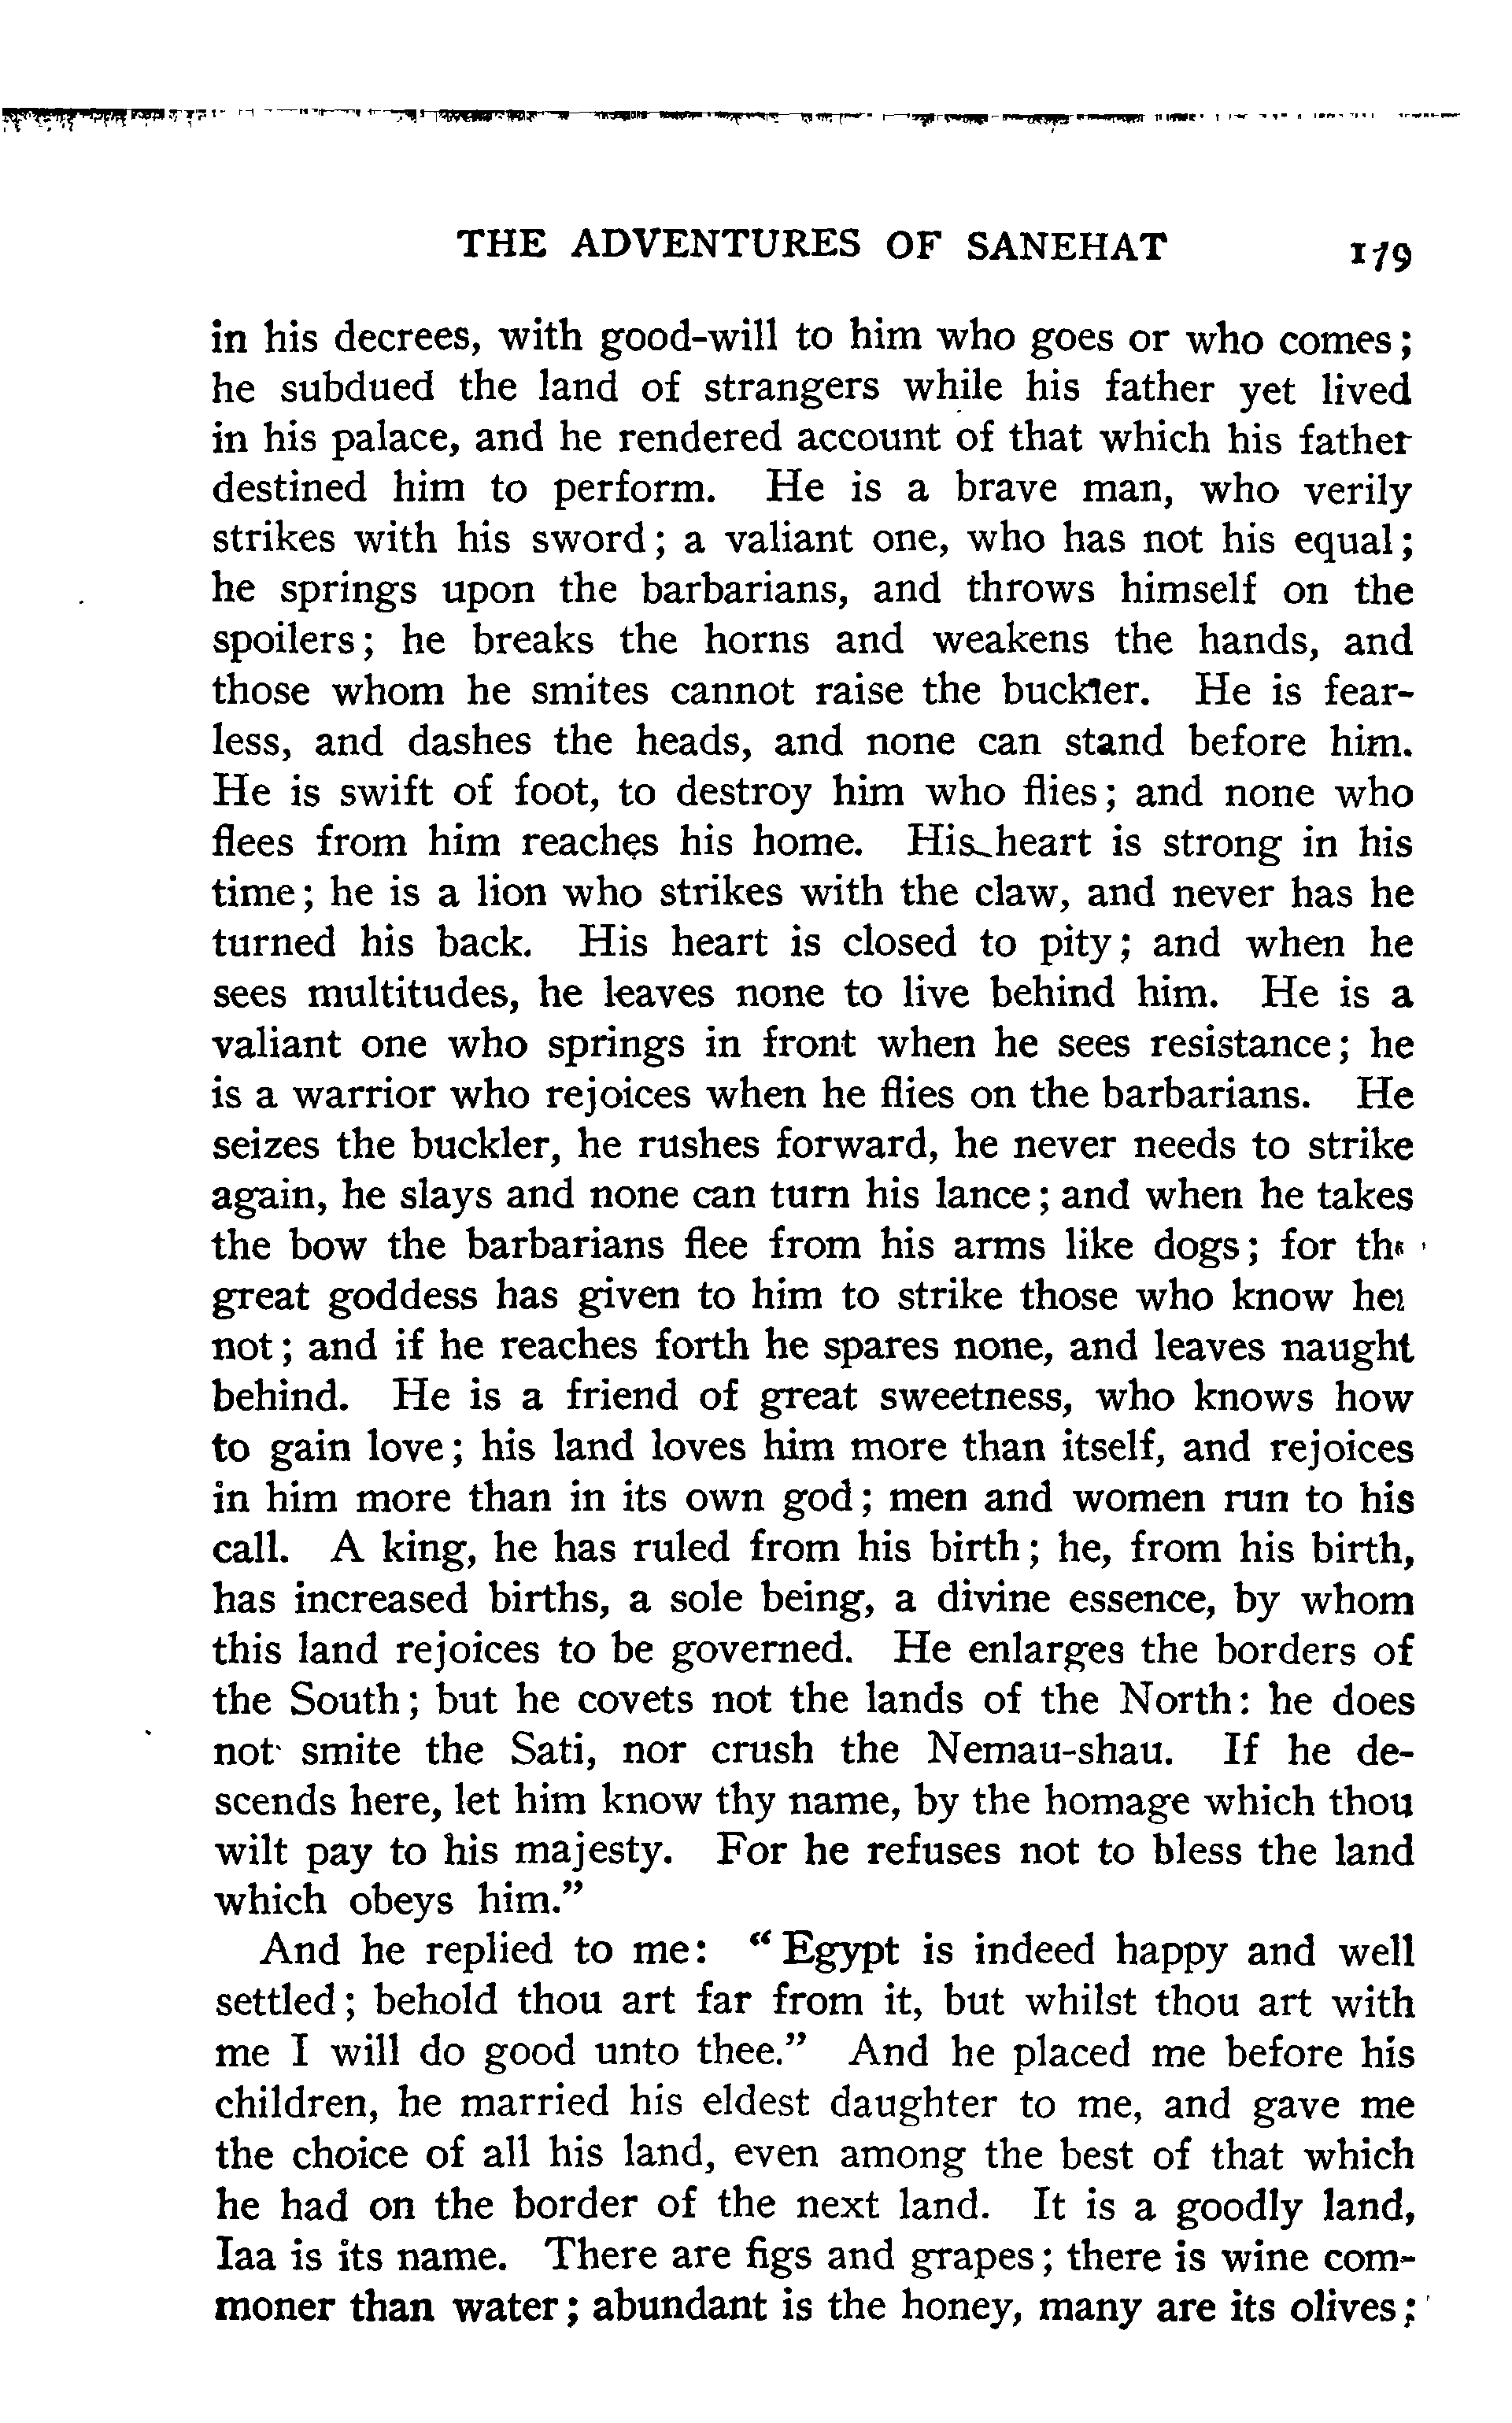 THE ADVENTURES OF SANEHAT 179
in his decrees, with good-will to him who goes or who comes;
he subdued the land of strangers while his father yet lived
in his palace, and he rendered account of that which his father
destined him to perform. He is a brave man, who verily
strikes with his sword; a valiant one, who has not his equal;
he springs upon the barbarians, and throws himself on the
spoilers; he breaks the horns and weakens the hands, and
those whom he smites cannot raise the buckler. He is fear-
less, and dashes the heads, and none can stand before him.
He is swift of foot, to destroy him who flies; and none who
flees from him reaches his home. His heart is strong in his
time; he is a lion who strikes with the claw, and never has he
turned his back. His heart is closed to pity; and when he
sees multitudes, he leaves none to live behind him. He is a
valiant one who springs in front when he sees resistance; he
is a warrior who rejoices when he flies on the barbarians. He
seizes the buckler, he rushes forward, he never needs to strike
again, he slays and none can turn his lance; and when he takes
the bow the barbarians flee from his arms like dogs; for the
great goddess has given to him to strike those who know her
not; and if he reaches forth he spares none, and leaves naught
behind. He is a friend of great sweetness, who knows how
to gain love; his land loves him more than itself, and rejoices
in him more than in its own god; men and women run to his
call. A king, he has ruled from his birth; he, from his birth,
has increased births, a sole being, a divine essence, by whom
this land rejoices to be governed. He enlarges the borders of
the South; but he covets not the lands of the North: he does
not smite the Sati, nor crush the Nemau-shau. If he de-
scends here, let him know thy name, by the homage which thou
wilt pay to his majesty. For he refuses not to bless the land
which obeys him.”
And he replied to me: “Egypt is indeed happy and well
settled; behold thou art far from it, but whilst thou art with
me I will do good unto thee.” And he placed me before his
children, he married his eldest daughter to me, and gave me
the choice of all his land, even among the best of that which
he had on the border of the next land. It is a goodly land,
Iaa is its name. There are figs and grapes; there is wine com-
moner than water; abundant is the honey, many are its olives;